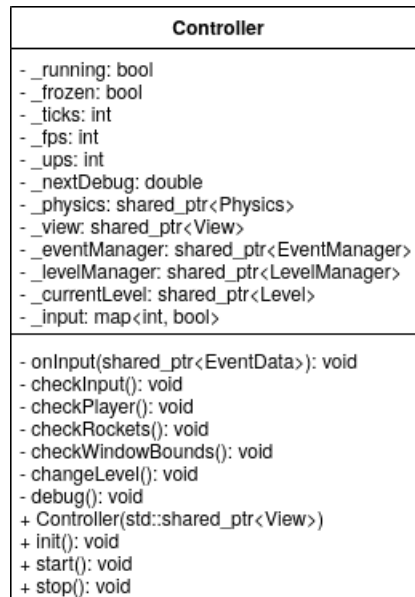 Controller
- _running: bool
- _frozen: bool
- _ticks: int
- _fps: int
- _ups: int
- _nextDebug: double
- _physics: shared_ptr<Physics>
- _view: shared_ptr<View>
- _eventManager: shared_ptr<EventManager>
- _levelManager: shared_ptr<LevelManager>
- _currentLevel: shared_ptr<Level>
- _input: map<int, bool>
- onInput(shared_ptr<EventData>): void
- checkInput(): void
- checkPlayer(): void
- checkRockets(): void
- checkWindowBounds(): void
- changeLevel(): void
- debug(): void
+ Controller(std::shared_ptr<View>)
+ init(): void
+ start(): void
+ stop(): void